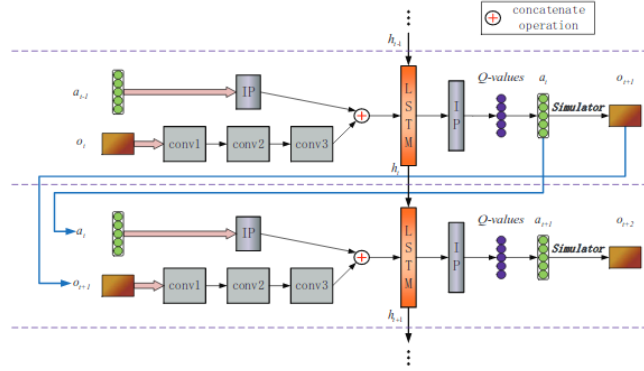 concatenate
operation
h_{t-1}
Q-values
a_t
o_{t+1}
a_{t-1}
IP
LSTM
IP
Simulator
o_t
conv1
conv2
conv3
h_t
Q-values
a_{t+1}
o_{t+2}
a_t
IP
LSTM
IP
Simulator
o_{t+1}
conv1
conv2
conv3
h_{t+1}